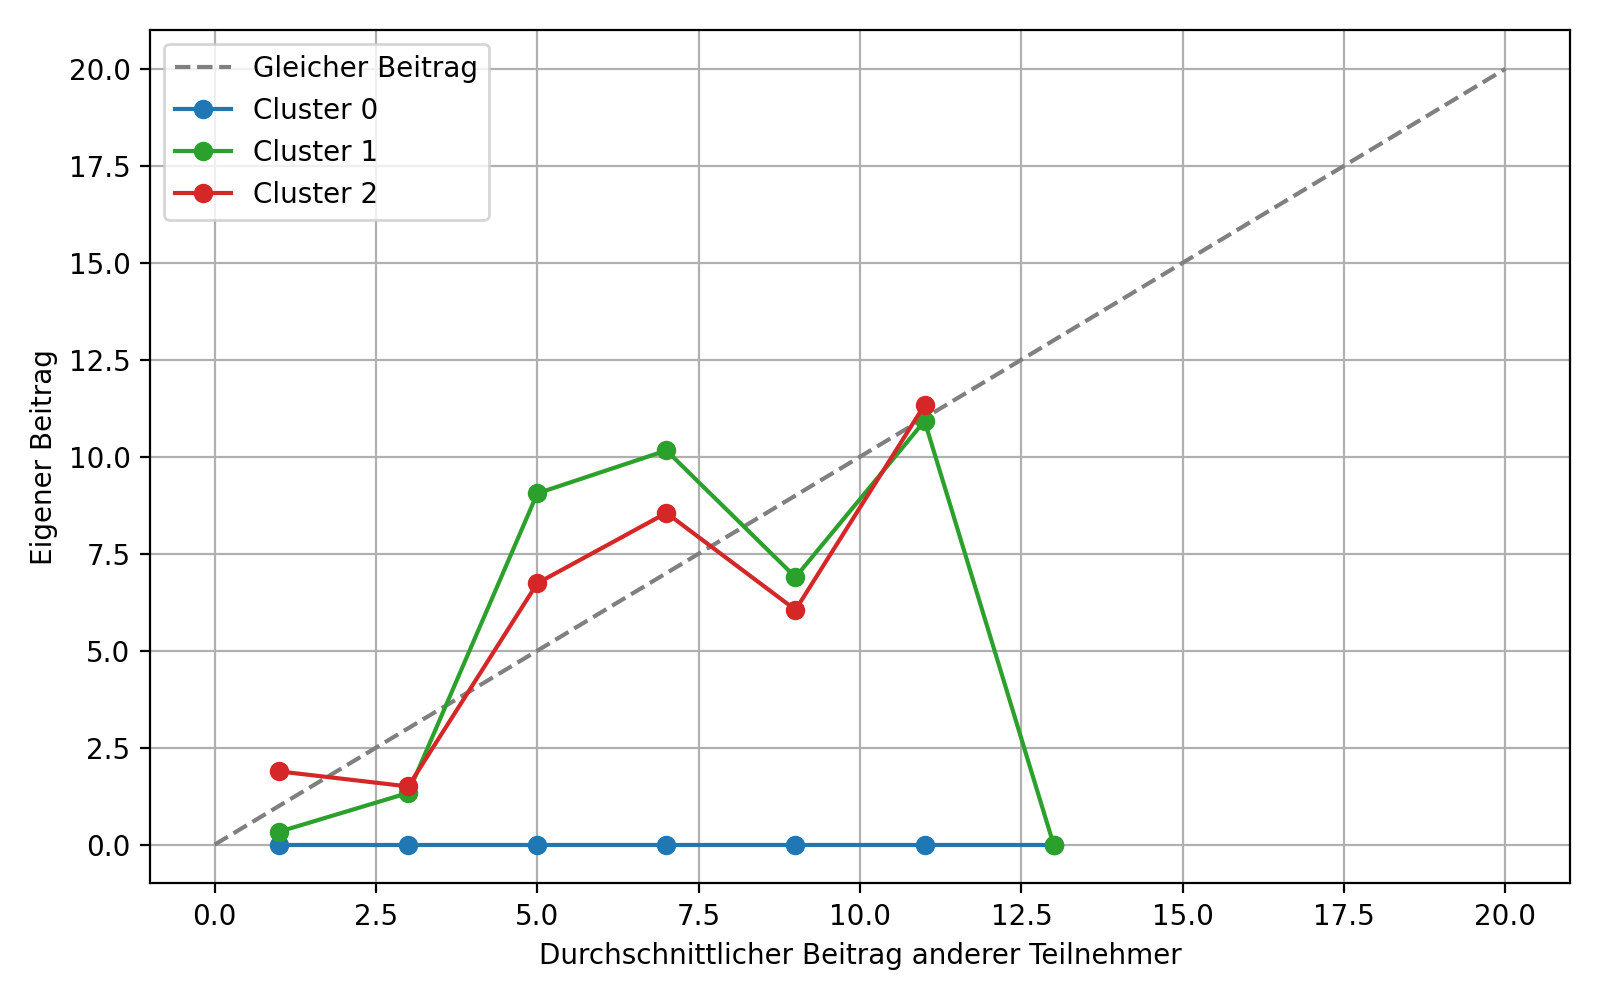 Gleicher Beitrag
Cluster 0
Cluster 1
Cluster 2
20.0
17.5
15.0
12.5
10.0
7.5
5.0
2.5
0.0
Eigener Beitrag
0.0 2.5 5.0 7.5 10.0 12.5 15.0 17.5 20.0
Durchschnittlicher Beitrag anderer Teilnehmer